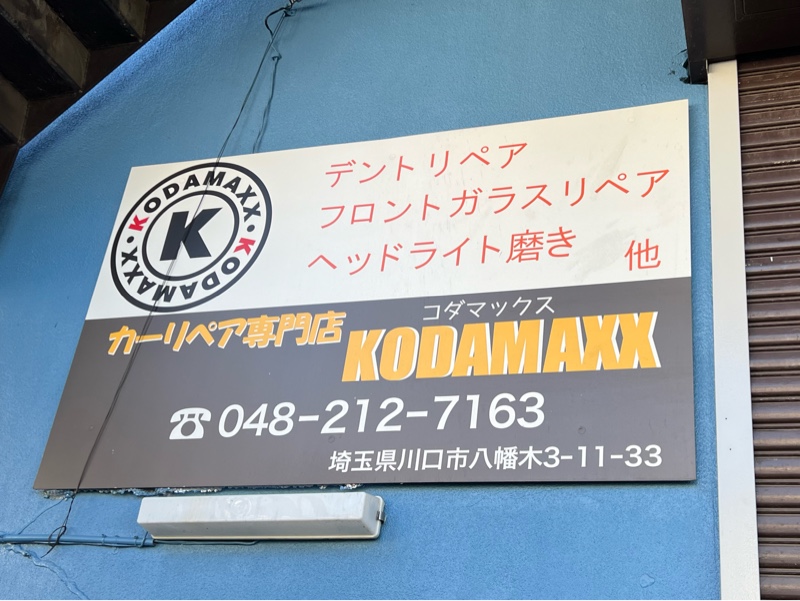 KODAMAXX・KODAMAXX・
K
デントリペア
フロントガラスリペア
ヘッドライト磨き 他
カーリペア専門店
コダマックス
KODAMAXX
☎048-212-7163
埼玉県川口市八幡木3-11-33